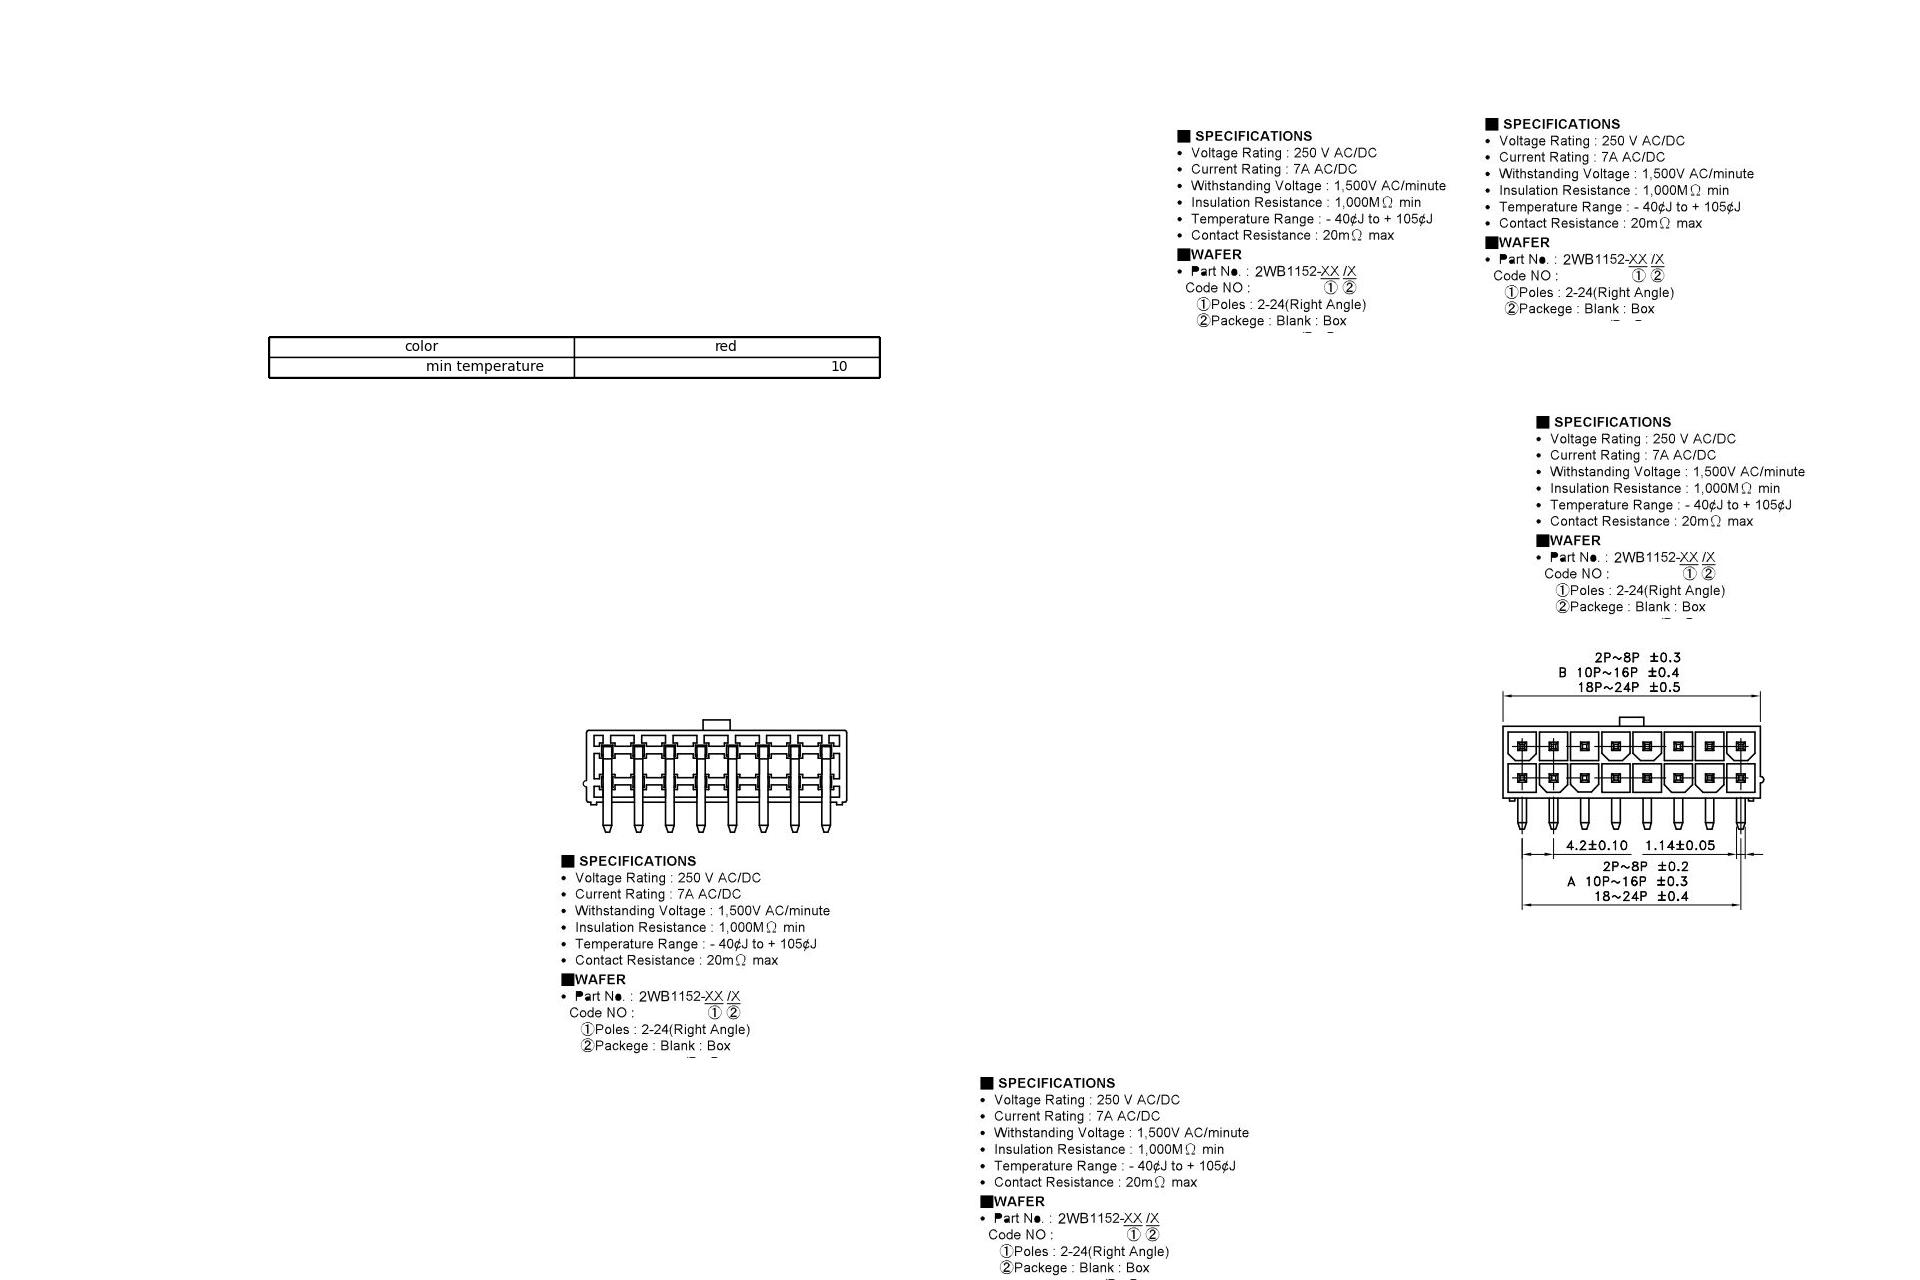 ■ SPECIFICATIONS
• Voltage Rating : 250 V AC/DC
• Current Rating : 7A AC/DC
• Withstanding Voltage : 1,500V AC/minute
• Insulation Resistance : 1,000MΩ min
• Temperature Range : - 40¢J to + 105¢J
• Contact Resistance : 20mΩ max
■WAFER
• Part No. : 2WB1152-XX /X
Code NO : ① ②
①Poles : 2-24(Right Angle)
②Packege : Blank : Box
■ SPECIFICATIONS
• Voltage Rating : 250 V AC/DC
• Current Rating : 7A AC/DC
• Withstanding Voltage : 1,500V AC/minute
• Insulation Resistance : 1,000MΩ min
• Temperature Range : - 40¢J to + 105¢J
• Contact Resistance : 20mΩ max
■WAFER
• Part No. : 2WB1152-XX /X
Code NO : ① ②
①Poles : 2-24(Right Angle)
②Packege : Blank : Box
color red
min temperature 10
■ SPECIFICATIONS
• Voltage Rating : 250 V AC/DC
• Current Rating : 7A AC/DC
• Withstanding Voltage : 1,500V AC/minute
• Insulation Resistance : 1,000MΩ min
• Temperature Range : - 40¢J to + 105¢J
• Contact Resistance : 20mΩ max
■WAFER
• Part No. : 2WB1152-XX /X
Code NO : ① ②
①Poles : 2-24(Right Angle)
②Packege : Blank : Box
2P~8P ±0.3
B 10P~16P ±0.4
18P~24P ±0.5
4.2±0.10 1.14±0.05
2P~8P ±0.2
A 10P~16P ±0.3
18~24P ±0.4
■ SPECIFICATIONS
• Voltage Rating : 250 V AC/DC
• Current Rating : 7A AC/DC
• Withstanding Voltage : 1,500V AC/minute
• Insulation Resistance : 1,000MΩ min
• Temperature Range : - 40¢J to + 105¢J
• Contact Resistance : 20mΩ max
■WAFER
• Part No. : 2WB1152-XX /X
Code NO : ① ②
①Poles : 2-24(Right Angle)
②Packege : Blank : Box
■ SPECIFICATIONS
• Voltage Rating : 250 V AC/DC
• Current Rating : 7A AC/DC
• Withstanding Voltage : 1,500V AC/minute
• Insulation Resistance : 1,000MΩ min
• Temperature Range : - 40¢J to + 105¢J
• Contact Resistance : 20mΩ max
■WAFER
• Part No. : 2WB1152-XX /X
Code NO : ① ②
①Poles : 2-24(Right Angle)
②Packege : Blank : Box